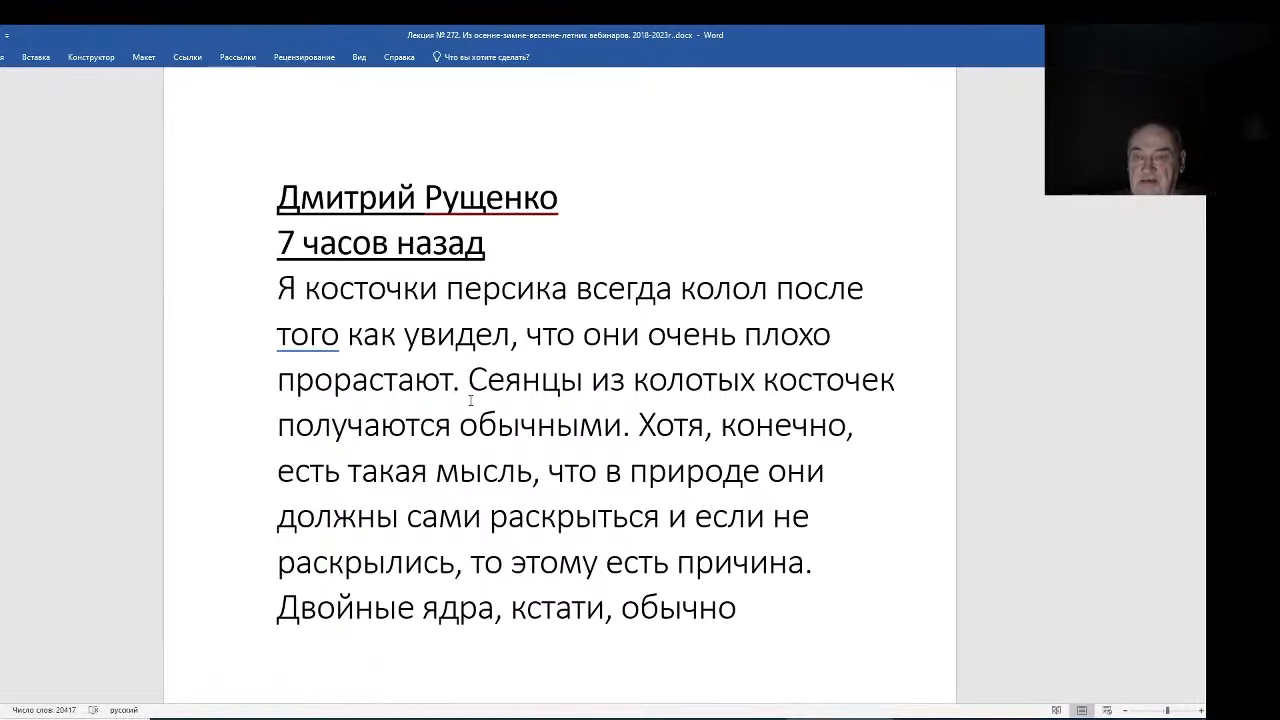 Лекция № 272. Из осенне-зимне-весенне-летних вебинаров. 2018-2023г..docx - Word
я Вставка Конструктор Макет Ссылки Рассылки Рецензирование Вид Справка Что вы хотите сделать?
Дмитрий Рущенко
7 часов назад
Я косточки персика всегда колол после
того как увидел, что они очень плохо
прорастают. Сеянцы из колотых косточек
получаются обычными. Хотя, конечно,
есть такая мысль, что в природе они
должны сами раскрыться и если не
раскрылись, то этому есть причина.
Двойные ядра, кстати, обычно
Число слов: 20417 русский